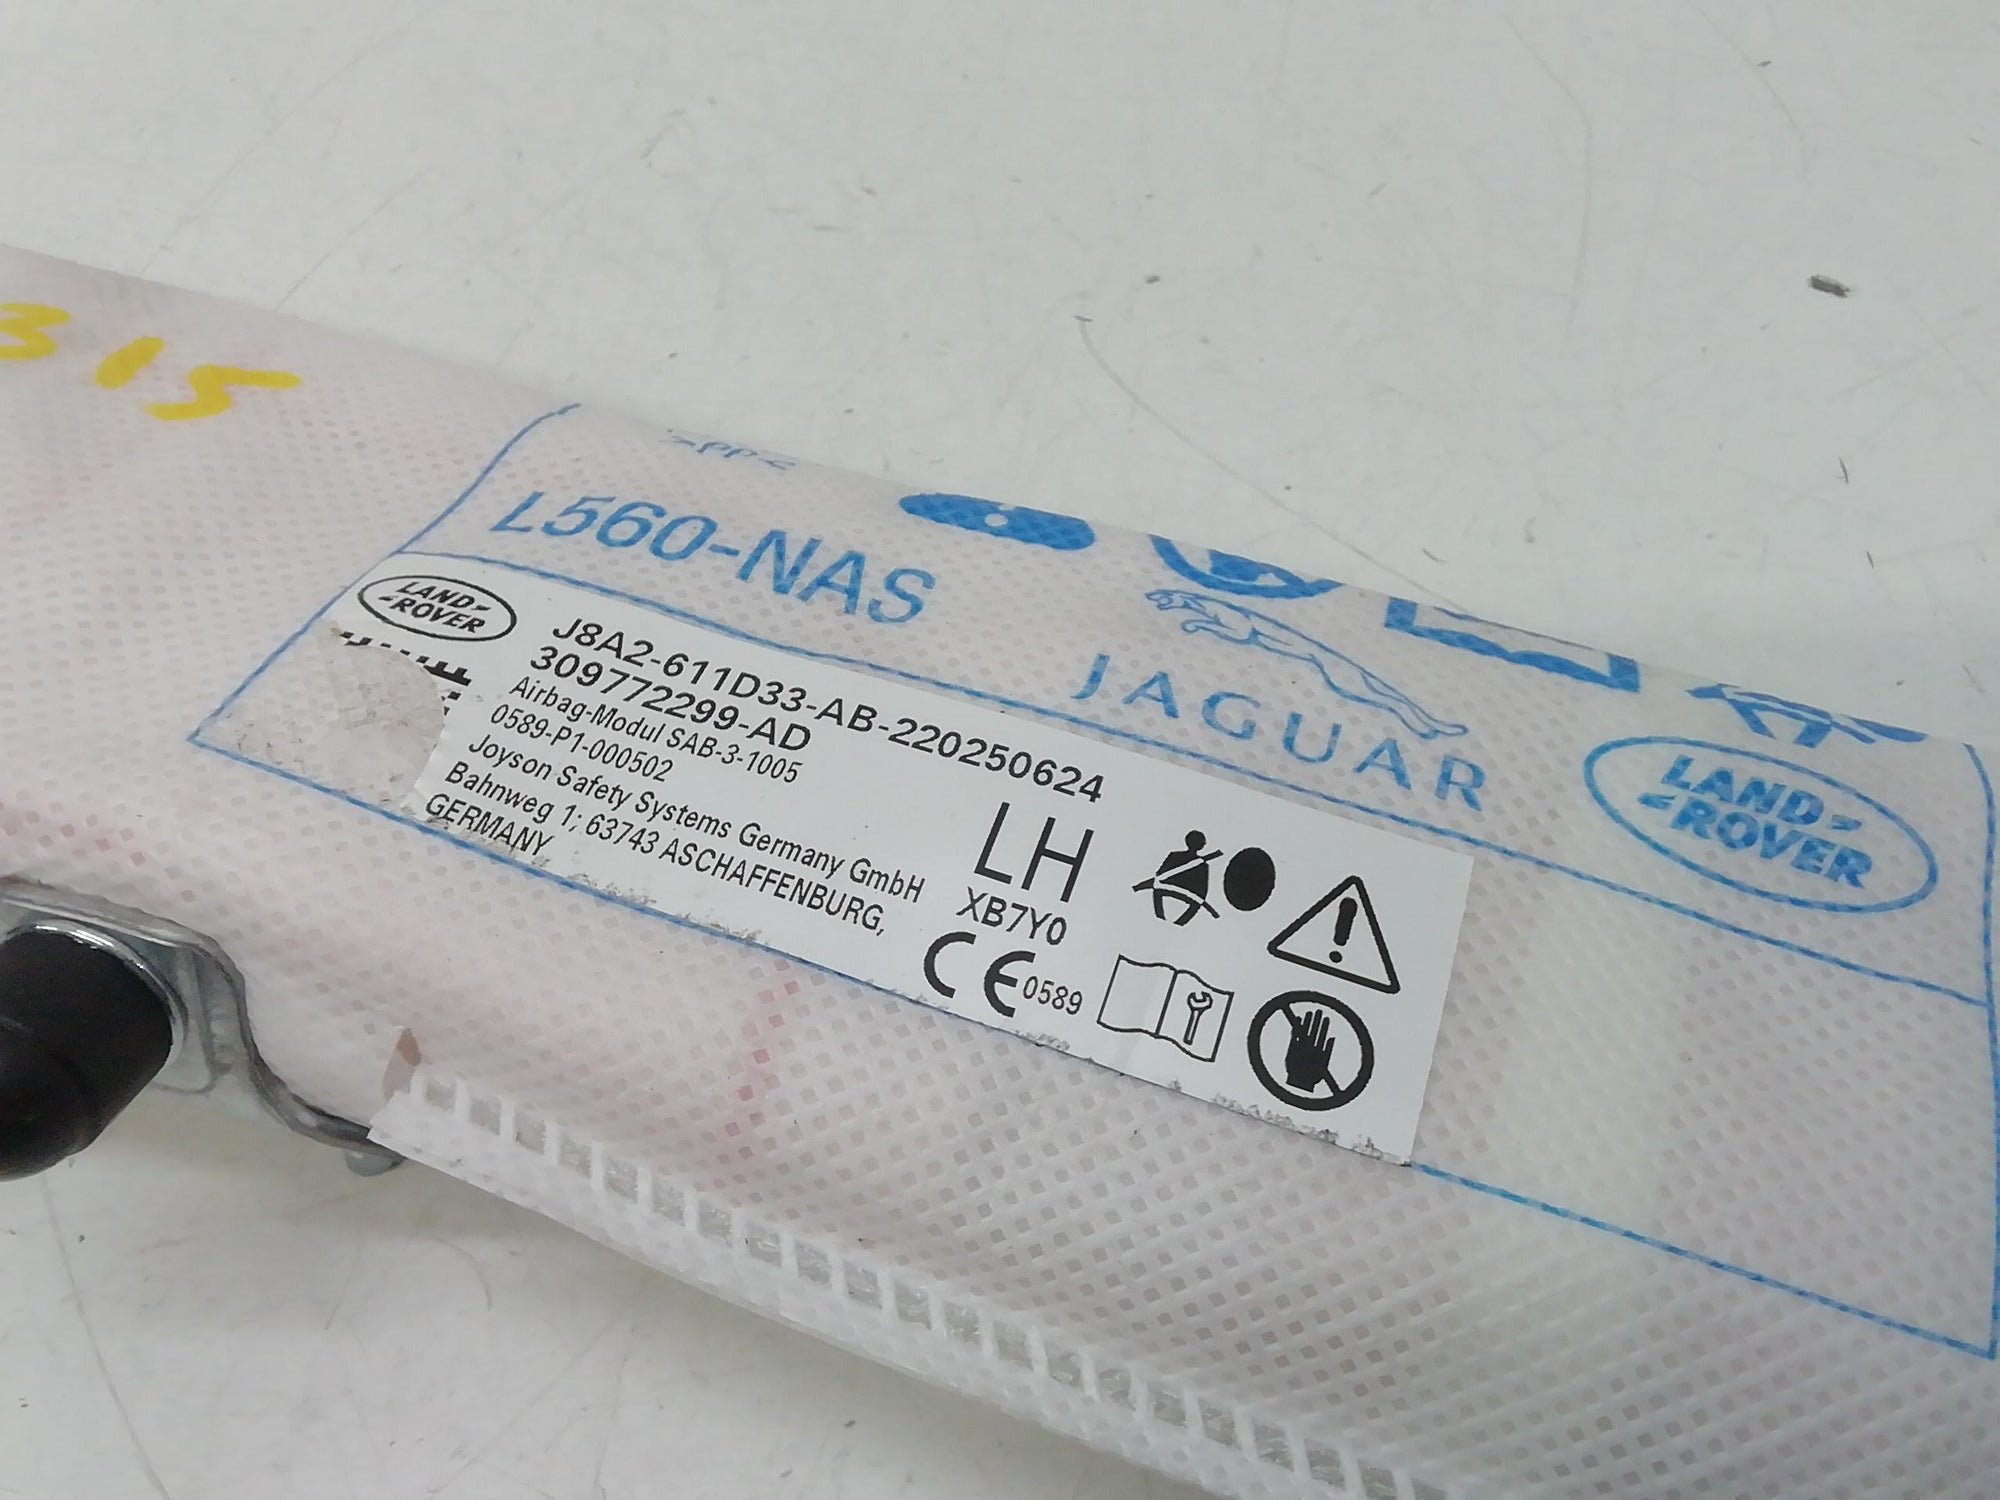 315
L560-NAS
JAGUAR
LAND
ROVER
LAND
ROVER
J8A2-611D33-AB-220250624
309772299-AD
Airbag-Modul SAB-3-1005
0589-P1-000502
Joyson Safety Systems Germany GmbH
Bahnweg 1; 63743 ASCHAFFENBURG,
GERMANY
LH
XB7Y0
CE 0589